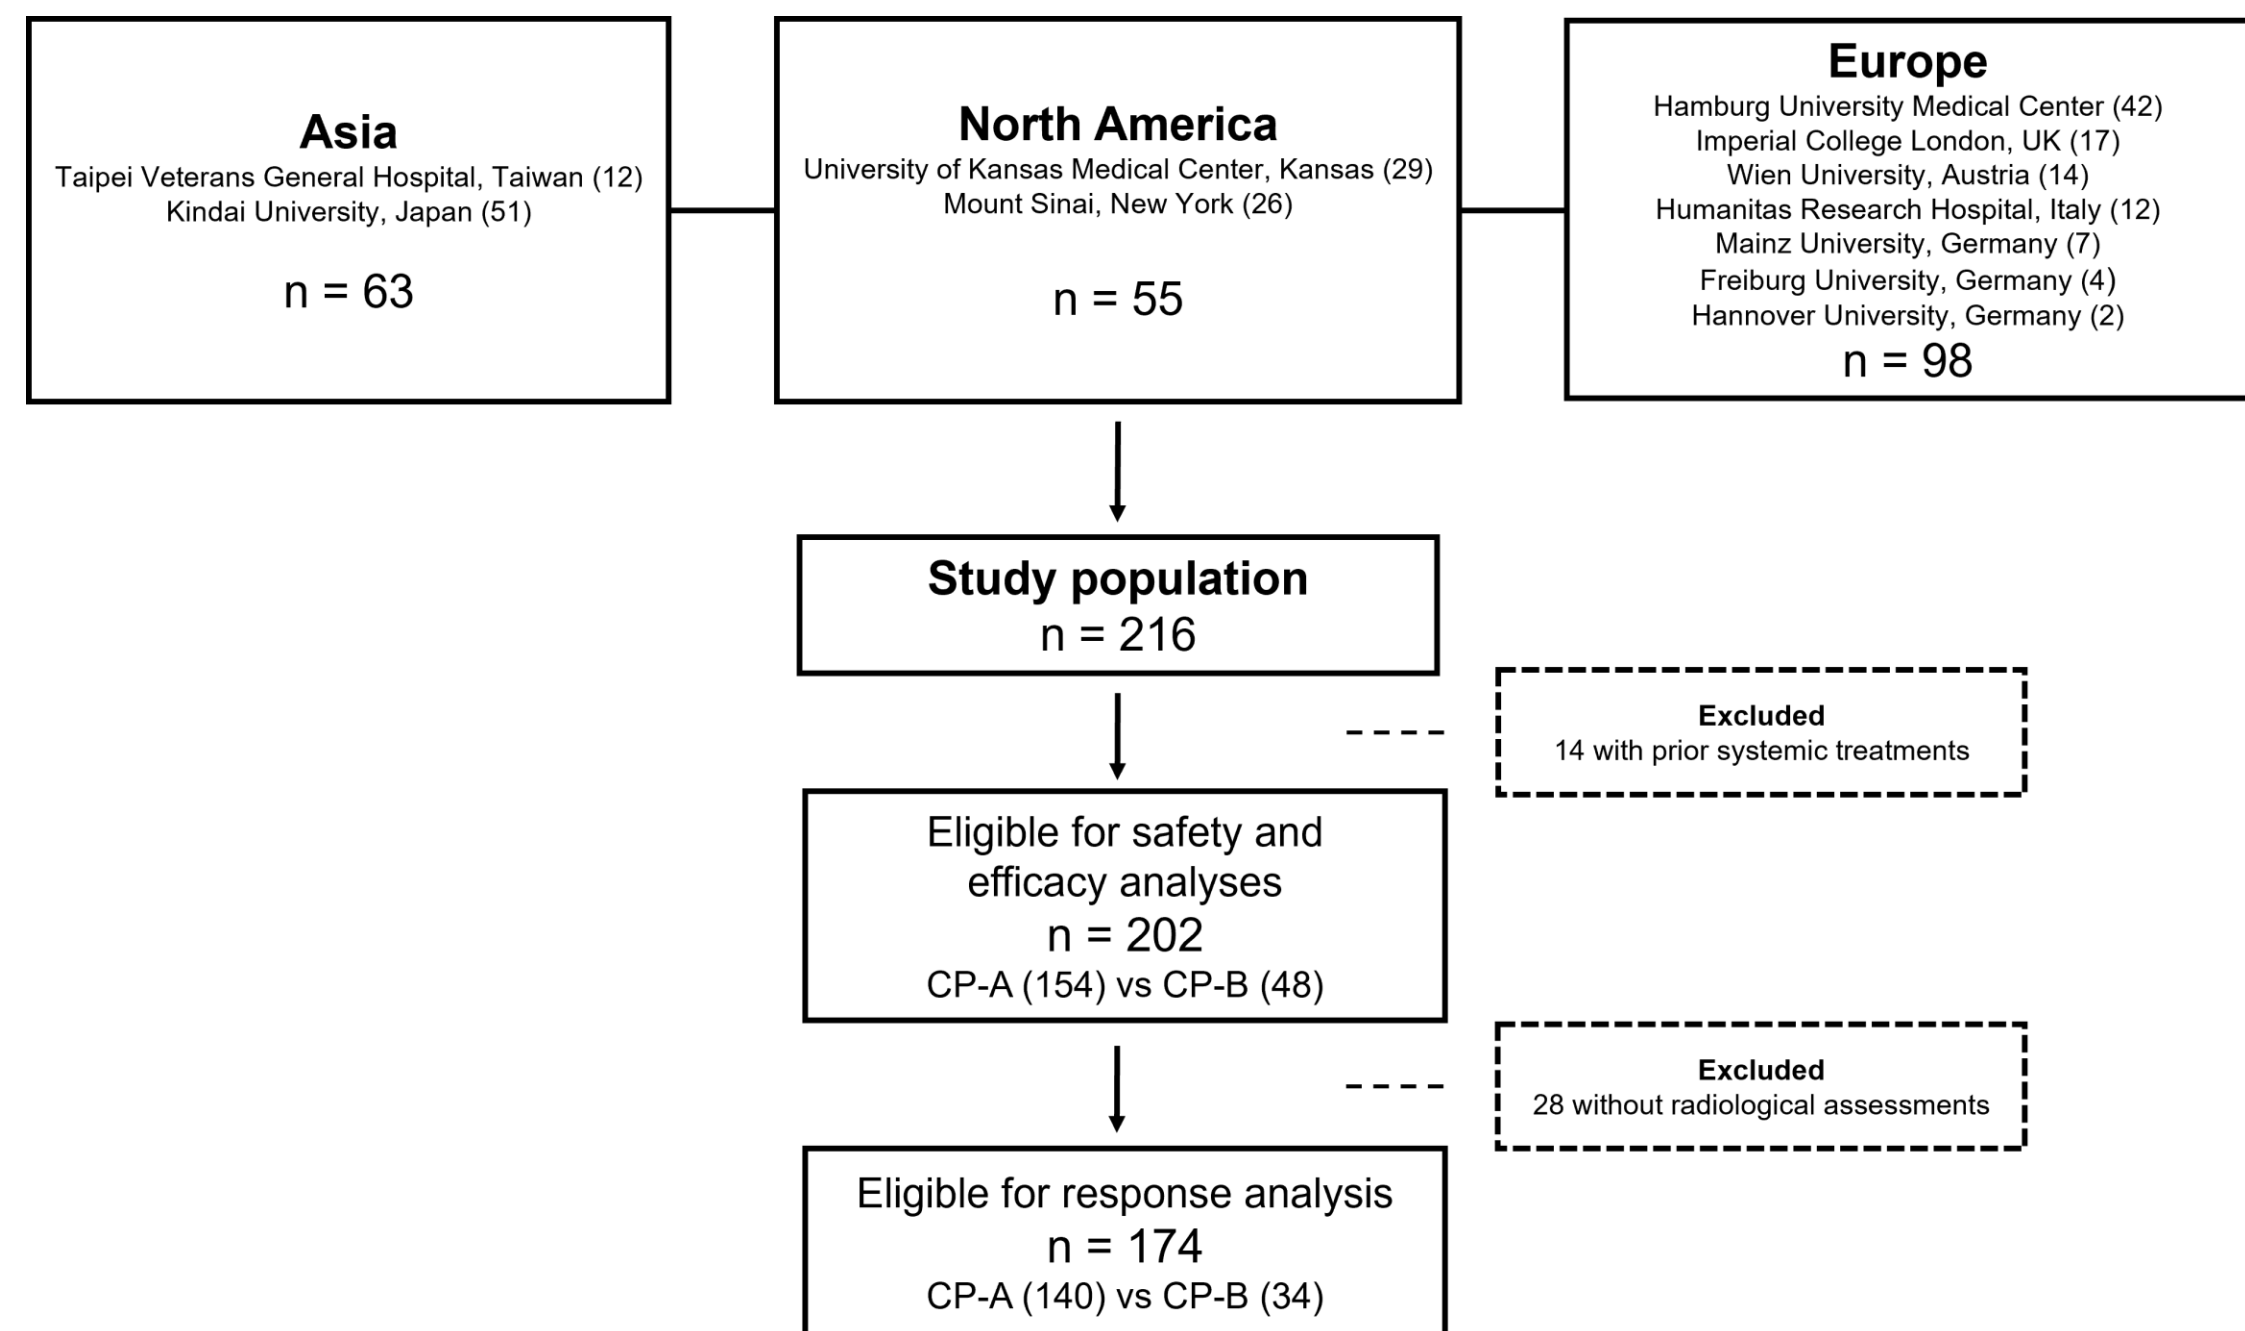 Asia
Taipei Veterans General Hospital, Taiwan (12)
Kindai University, Japan (51)
n = 63
North America
University of Kansas Medical Center, Kansas (29)
Mount Sinai, New York (26)
n = 55
Europe
Hamburg University Medical Center (42)
Imperial College London, UK (17)
Wien University, Austria (14)
Humanitas Research Hospital, Italy (12)
Mainz University, Germany (7)
Freiburg University, Germany (4)
Hannover University, Germany (2)
n = 98
Study population
n = 216
Excluded
14 with prior systemic treatments
Eligible for safety and
efficacy analyses
n = 202
CP-A (154) vs CP-B (48)
Excluded
28 without radiological assessments
Eligible for response analysis
n = 174
CP-A (140) vs CP-B (34)